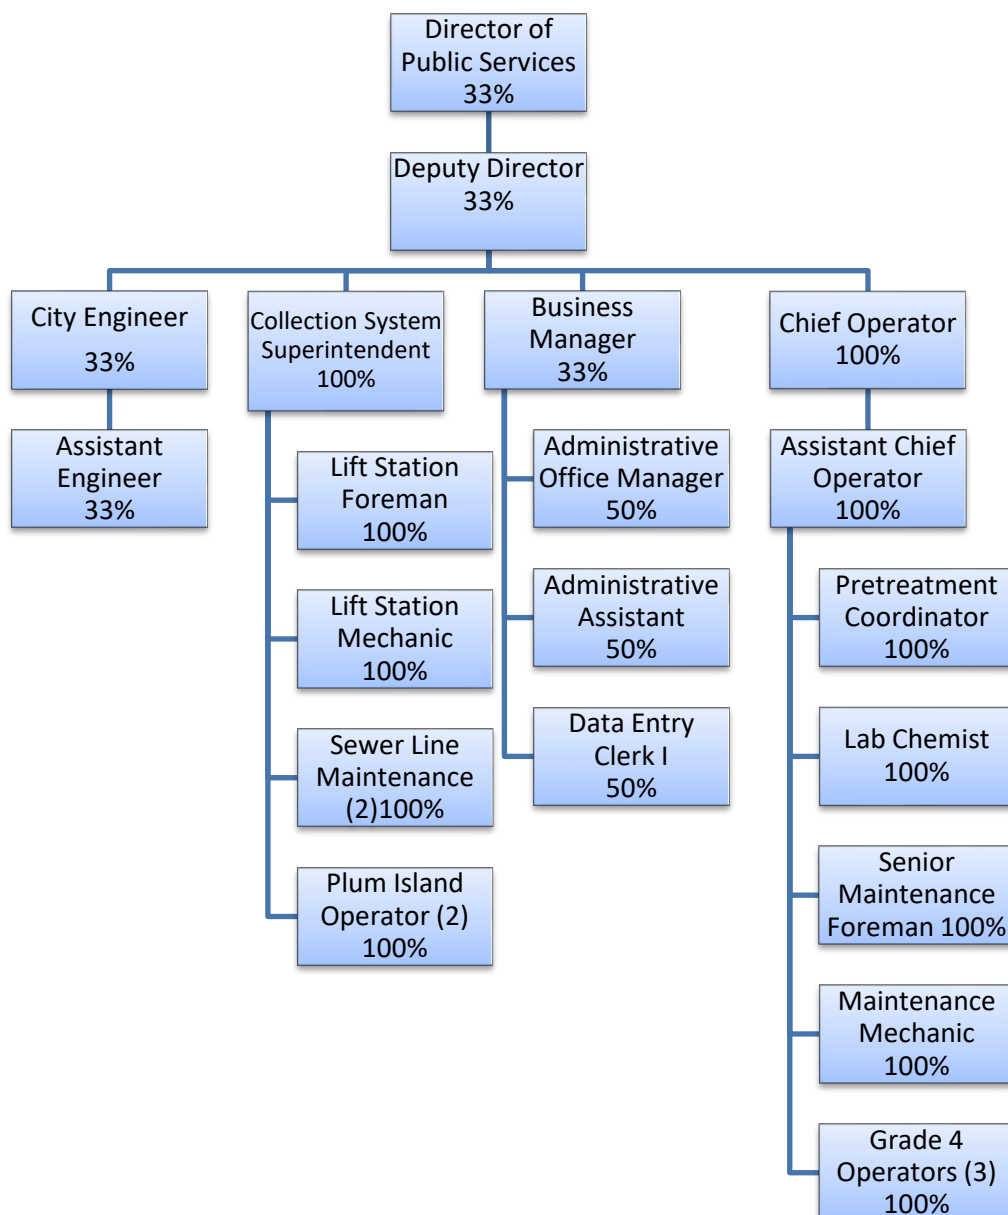 Director of
Public Services
33%
Deputy Director
33%
City Engineer
33%
Collection System
Superintendent
100%
Business
Manager
33%
Chief Operator
100%
Assistant
Engineer
33%
Lift Station
Foreman
100%
Lift Station
Mechanic
100%
Sewer Line
Maintenance
(2)100%
Plum Island
Operator (2)
100%
Administrative
Office Manager
50%
Administrative
Assistant
50%
Data Entry
Clerk I
50%
Assistant Chief
Operator
100%
Pretreatment
Coordinator
100%
Lab Chemist
100%
Senior
Maintenance
Foreman 100%
Maintenance
Mechanic
100%
Grade 4
Operators (3)
100%